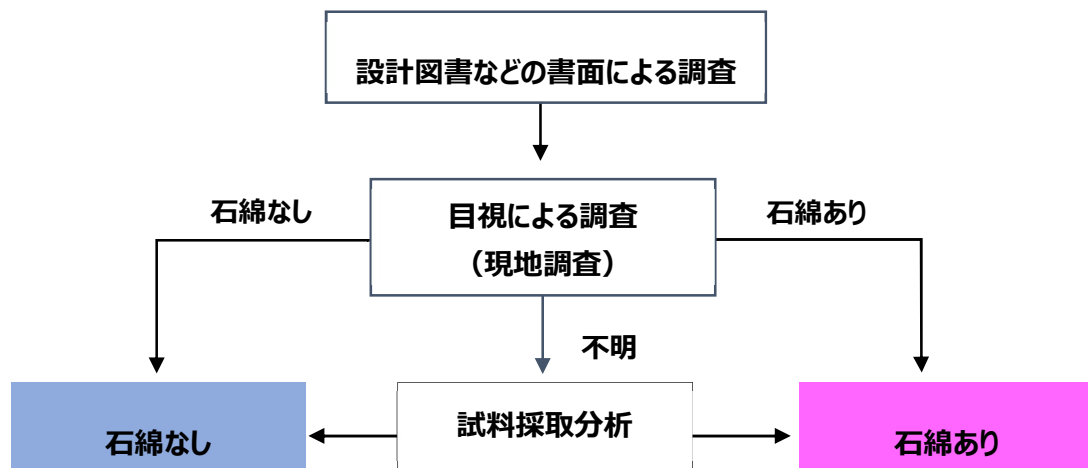 設計図書などの書面による調査
石綿なし
目視による調査
（現地調査）
石綿あり
不明
石綿なし
試料採取分析
石綿あり